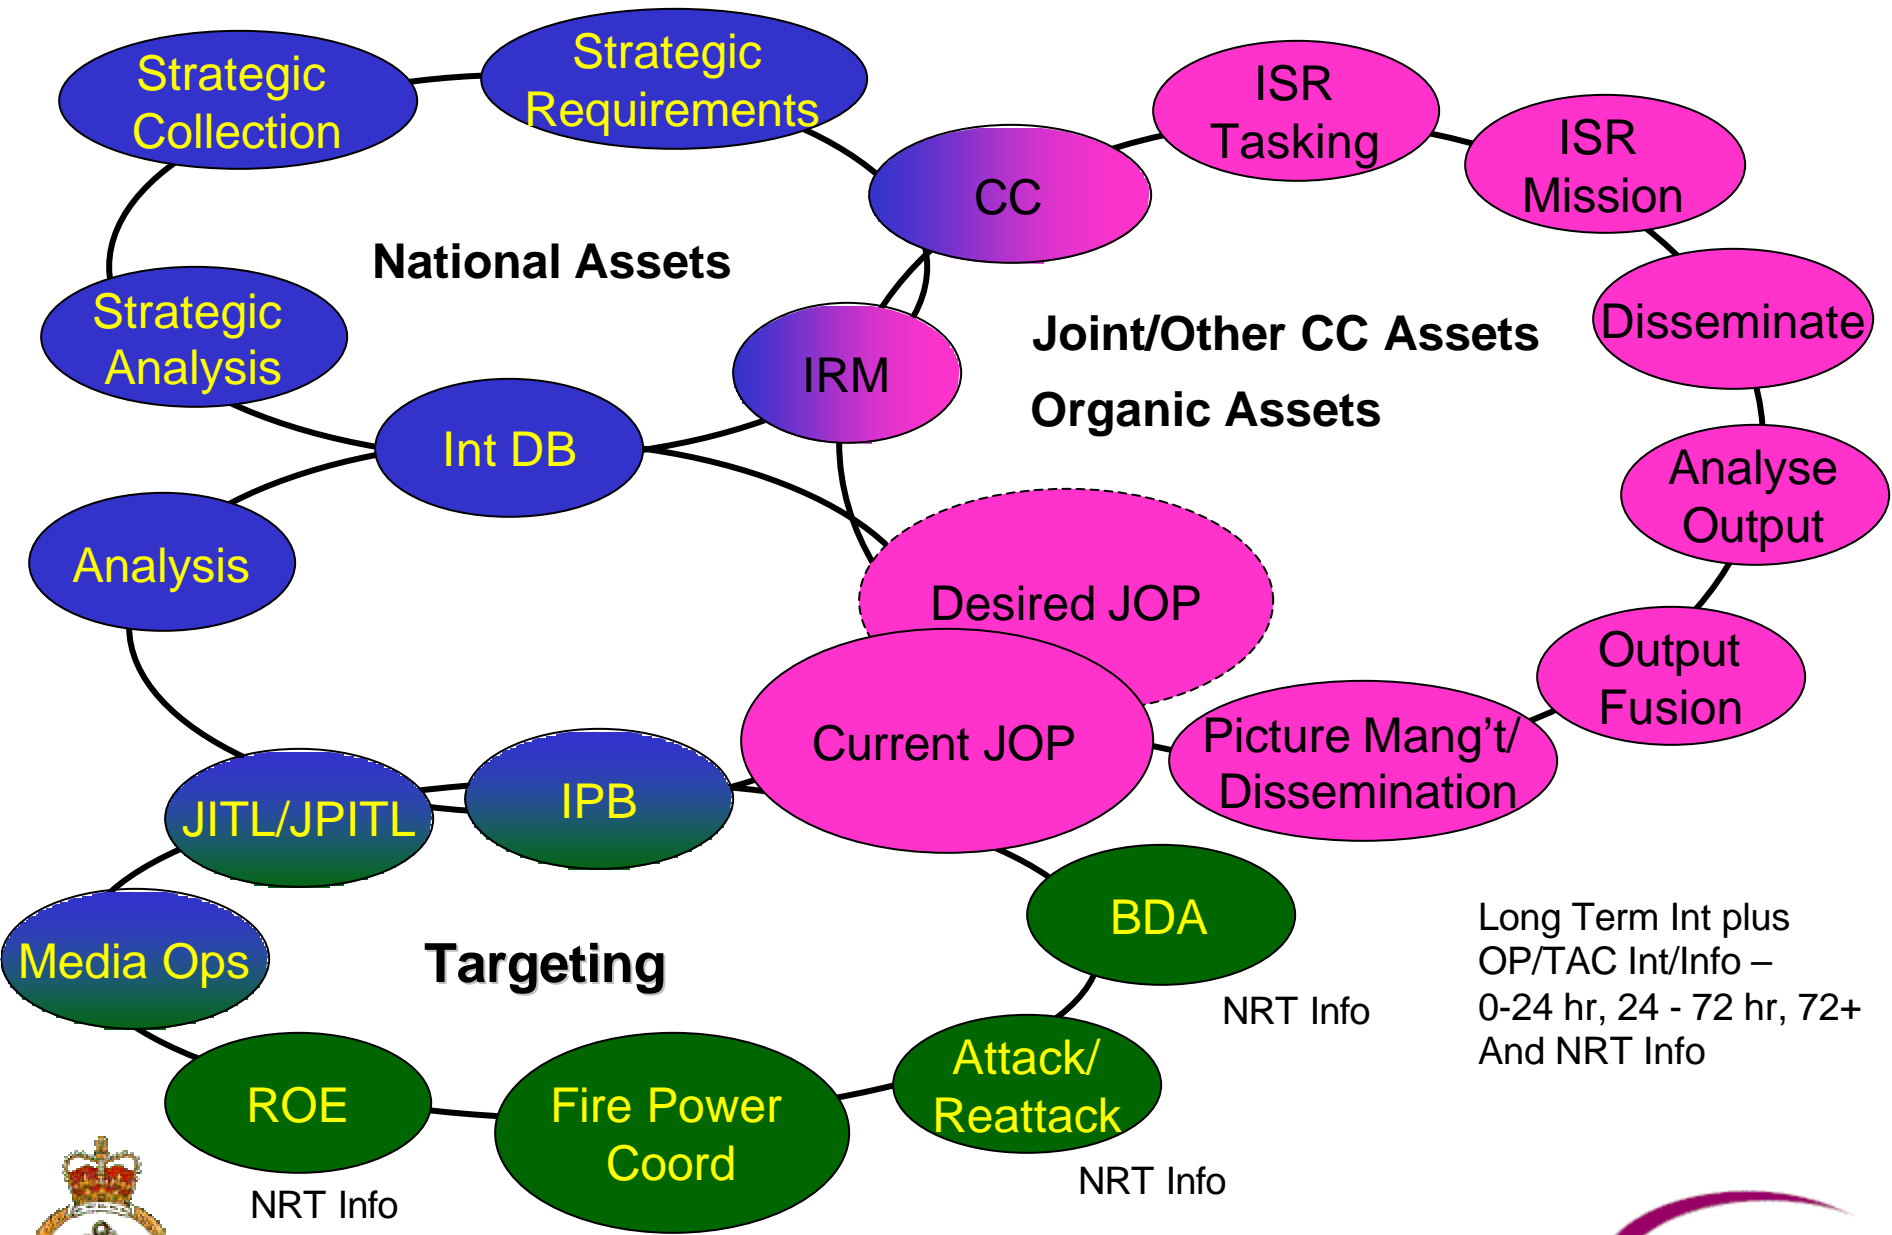 Strategic
Collection
Strategic
Requirements
CC
ISR
Tasking
ISR
Mission
National Assets
Strategic
Analysis
IRM
Joint/Other CC Assets
Organic Assets
Disseminate
Int DB
Analyse
Output
Analysis
Desired JOP
Output
Fusion
Current JOP
Picture Mang't/
Dissemination
JITL/JPITL
IPB
Media Ops
Targeting
BDA
NRT Info
Long Term Int plus
OP/TAC Int/Info –
0-24 hr, 24 - 72 hr, 72+
And NRT Info
ROE
NRT Info
Fire Power
Coord
Attack/
Reattack
NRT Info